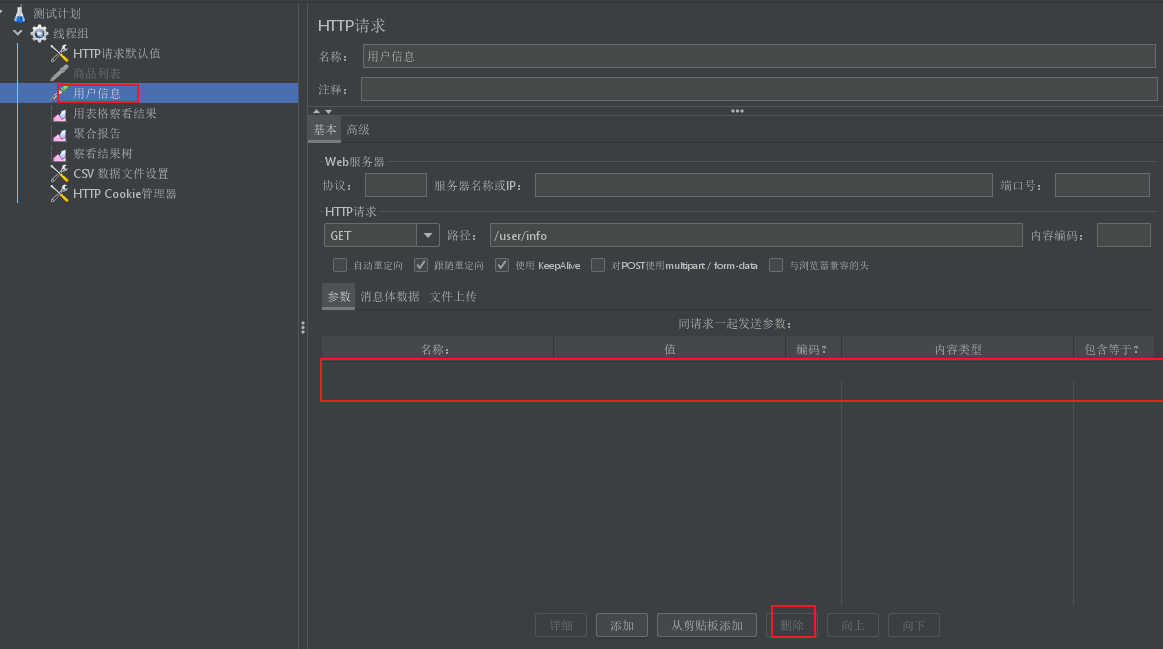 测试计划
线程组
HTTP请求默认值
商品列表
用户信息
用表格察看结果
聚合报告
察看结果树
CSV 数据文件设置
HTTP Cookie管理器
HTTP请求
名称： 用户信息
注释：
基本 高级
Web服务器
协议： 服务器名称或IP： 端口号：
HTTP请求
GET 路径： /user/info 内容编码：
自动重定向 跟随重定向 使用 KeepAlive 对POST使用multipart / form-data 与浏览器兼容的头
参数 消息体数据 文件上传
同请求一起发送参数：
名称： 值 编码？ 内容类型 包含等于？
详细 添加 从剪贴板添加 删除 向上 向下